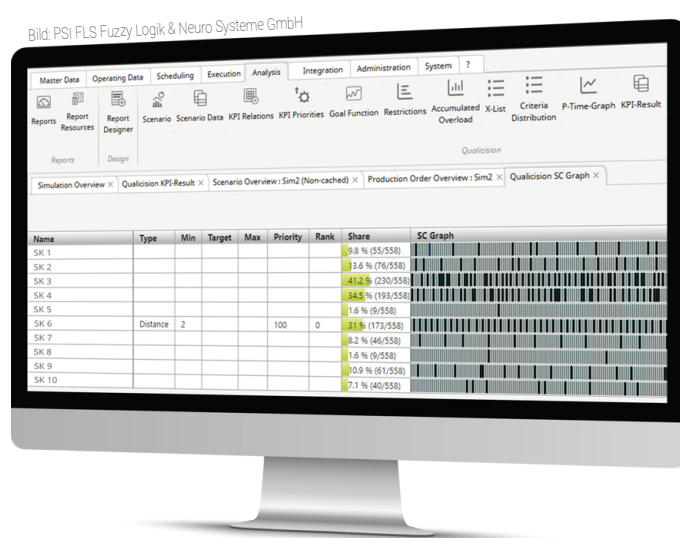 Bild: PSI FLS Fuzzy Logik & Neuro Systeme GmbH
Master Data Operating Data Scheduling Execution Analysis Integration Administration System ?
Reports Report Resources Report Designer Scenario Scenario Data KPI Relations KPI Priorities Goal Function Restrictions Accumulated Overload X-List Criteria Distribution P-Time-Graph KPI-Result
Reports Design Qualicision
Simulation Overview × Qualicision KPI-Result × Scenario Overview : Sim2 (Non-cached) × Production Order Overview : Sim2 × Qualicision SC Graph ×
Name Type Min Target Max Priority Rank Share SC Graph
SK 1 9.8 % (55/558)
SK 2 13.6 % (76/558)
SK 3 41.2 % (230/558)
SK 4 34.5 % (193/558)
SK 5 1.6 % (9/558)
SK 6 Distance 2 100 0 31 % (173/558)
SK 7 8.2 % (46/558)
SK 8 1.6 % (9/558)
SK 9 10.9 % (61/558)
SK 10 7.1 % (40/558)